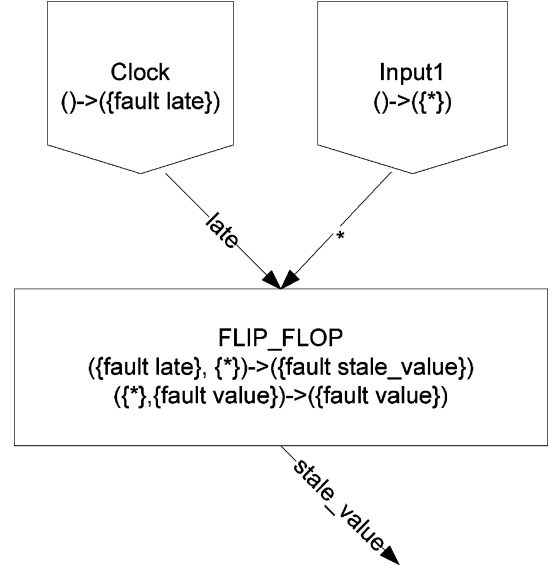 Clock
()->({fault late})
Input1
()->({*})
late
*
FLIP_FLOP
({fault late}, {*})->({fault stale_value})
({*},{fault value})->({fault value})
stale_value